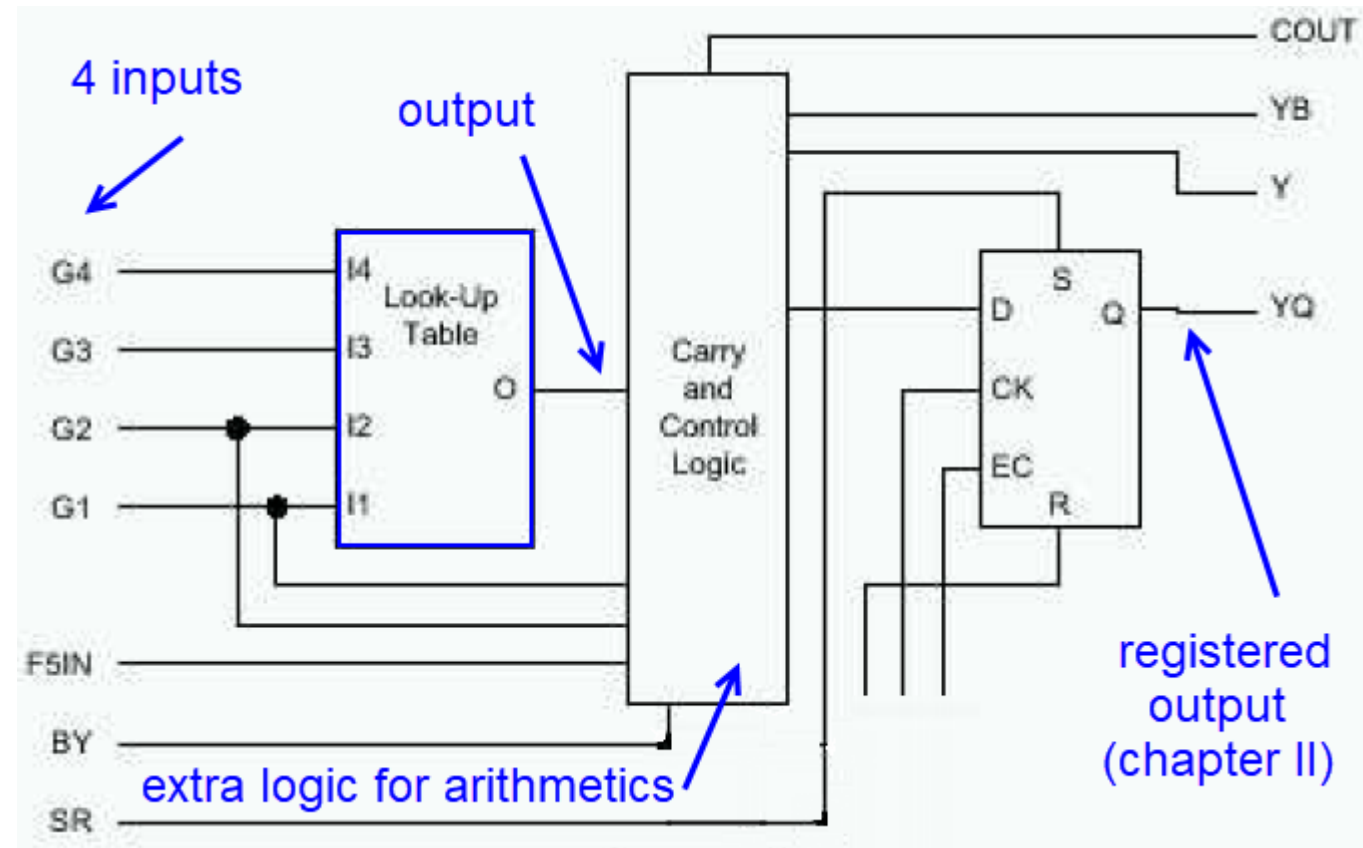 COUT
4 inputs
output
YB
Y
G4
I4
Look-Up
Table
S
D
Q
YQ
G3
I3
Carry
and
Control
Logic
O
CK
G2
I2
EC
G1
I1
R
F5IN
registered
output
(chapter II)
BY
extra logic for arithmetics
SR